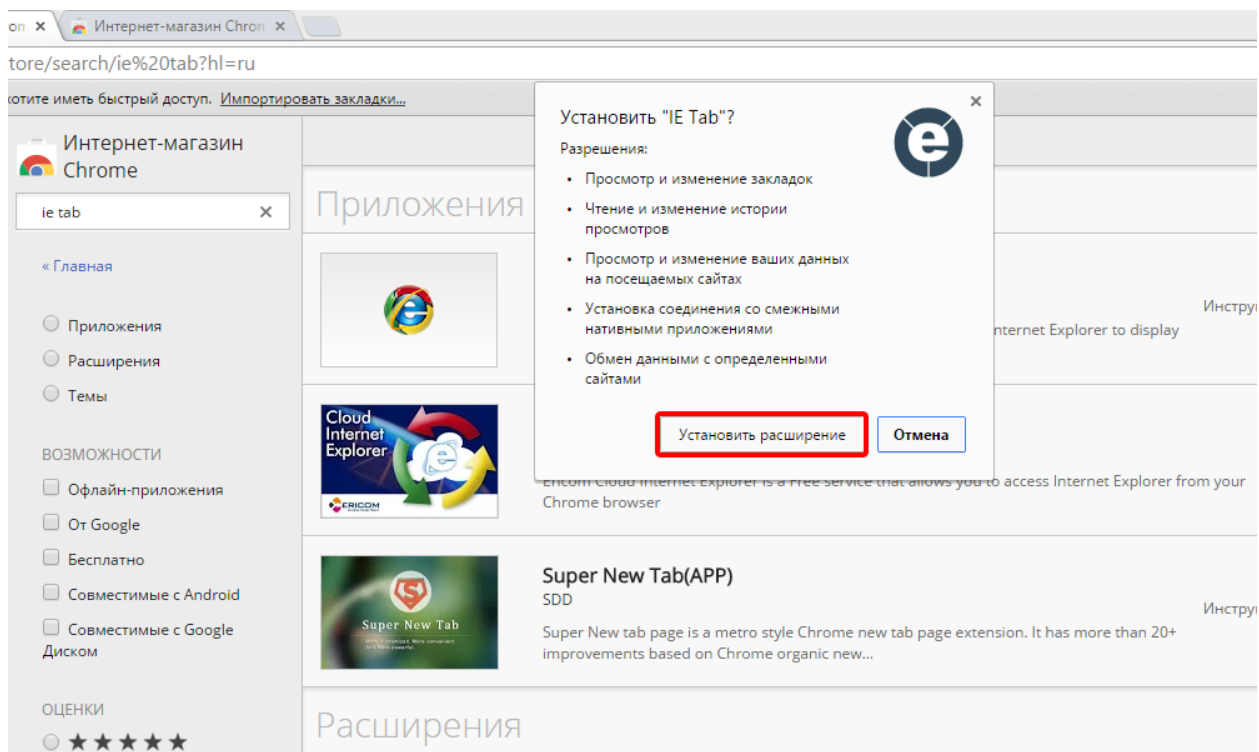 on
Интернет-магазин Chron
tore/search/ie%20tab?hl=ru
хотите иметь быстрый доступ. Импортировать закладки...
Интернет-магазин
Chrome
ie tab
« Главная
Приложения
Расширения
Темы
ВОЗМОЖНОСТИ
Офлайн-приложения
От Google
Бесплатно
Совместимые с Android
Совместимые с Google
Диском
ОЦЕНКИ
Установить "IE Tab"?
Разрешения:
• Просмотр и изменение закладок
• Чтение и изменение истории
просмотров
• Просмотр и изменение ваших данных
на посещаемых сайтах
• Установка соединения со смежными
нативными приложениями
• Обмен данными с определенными
сайтами
Установить расширение
Отмена
Приложения
Инстру
nternet Explorer to display
Cloud
Internet
Explorer
ERICOM
Ericom Cloud Internet Explorer is a Free service that allows you to access Internet Explorer from your
Chrome browser
Super New Tab
Super New Tab(APP)
SDD
Инстру
Super New tab page is a metro style Chrome new tab page extension. It has more than 20+
improvements based on Chrome organic new...
Расширения